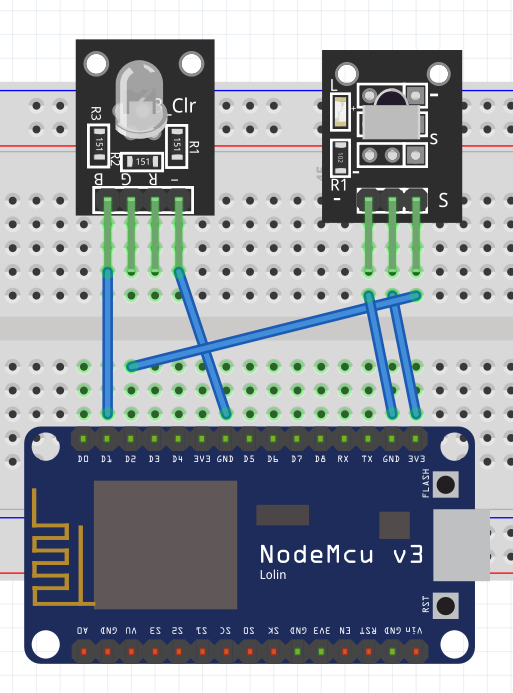 B_Clr
R3
151
R2
151
151
R1
B G R -
L
+
-
S
102
-
R1
-
S
D0 D1 D2 D3 D4 3V3 GND D5 D6 D7 D8 RX TX GND 3V3
FLASH
NodeMcu v3
Lolin
RST
A0 GND VU S3 S2 S1 SC SO SK GND 3V3 EN RST GND Vin